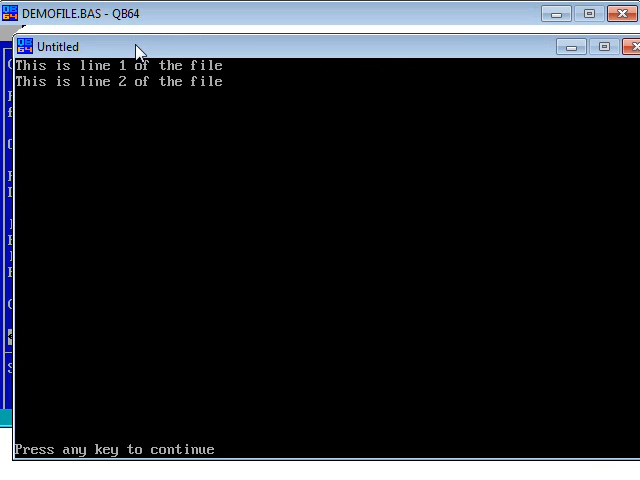 DEMOFILE.BAS - QB64
Untitled
This is line 1 of the file
This is line 2 of the file
Press any key to continue